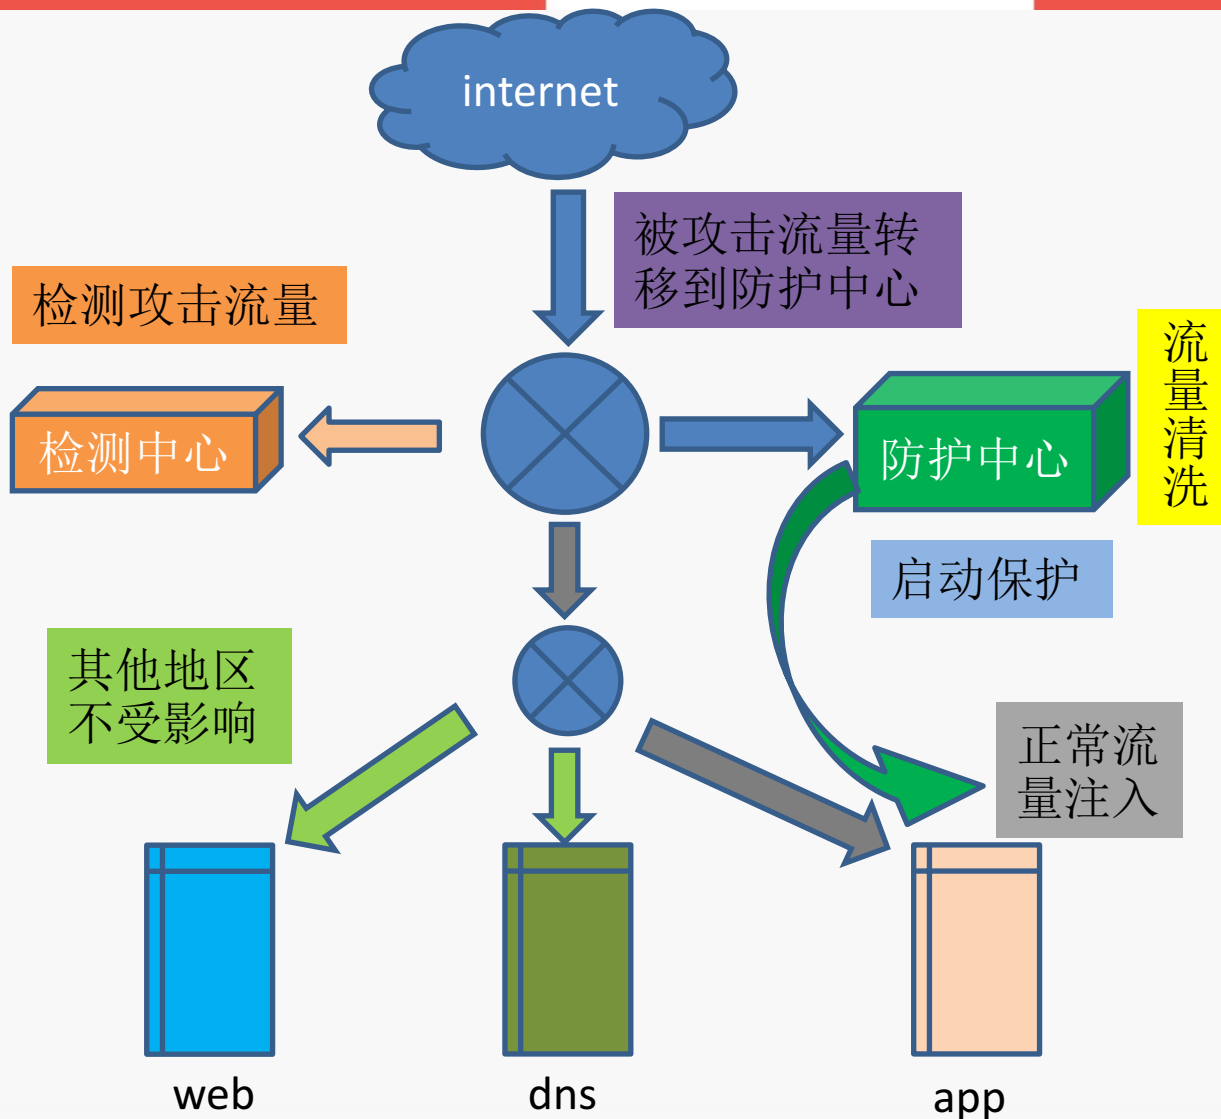 internet
被攻击流量转
移到防护中心
检测攻击流量
检测中心
防护中心
流
量
清
洗
启动保护
其他地区
不受影响
正常流
量注入
web
dns
app